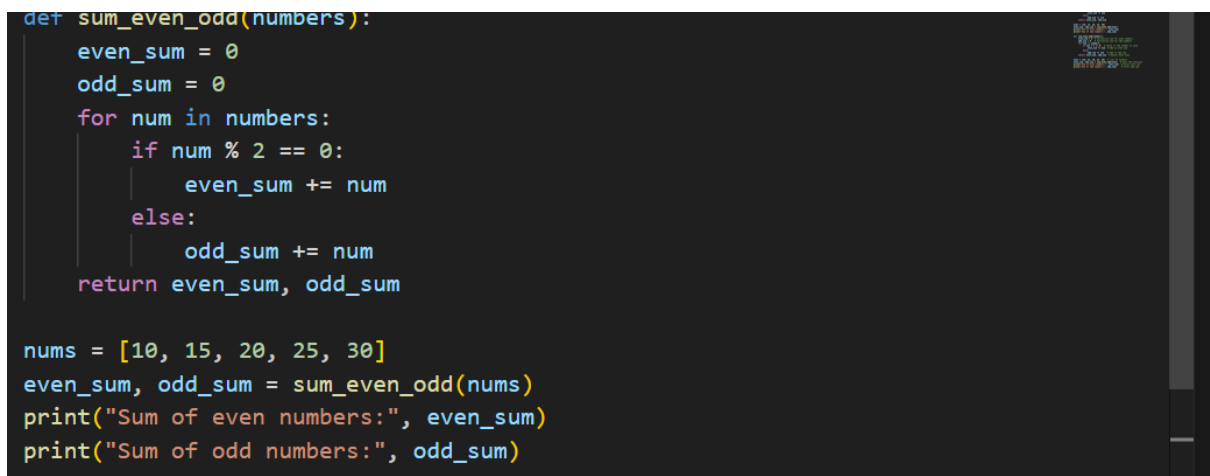 def sum_even_odd(numbers):
    even_sum = 0
    odd_sum = 0
    for num in numbers:
        if num % 2 == 0:
            even_sum += num
        else:
            odd_sum += num
    return even_sum, odd_sum

nums = [10, 15, 20, 25, 30]
even_sum, odd_sum = sum_even_odd(nums)
print("Sum of even numbers:", even_sum)
print("Sum of odd numbers:", odd_sum)